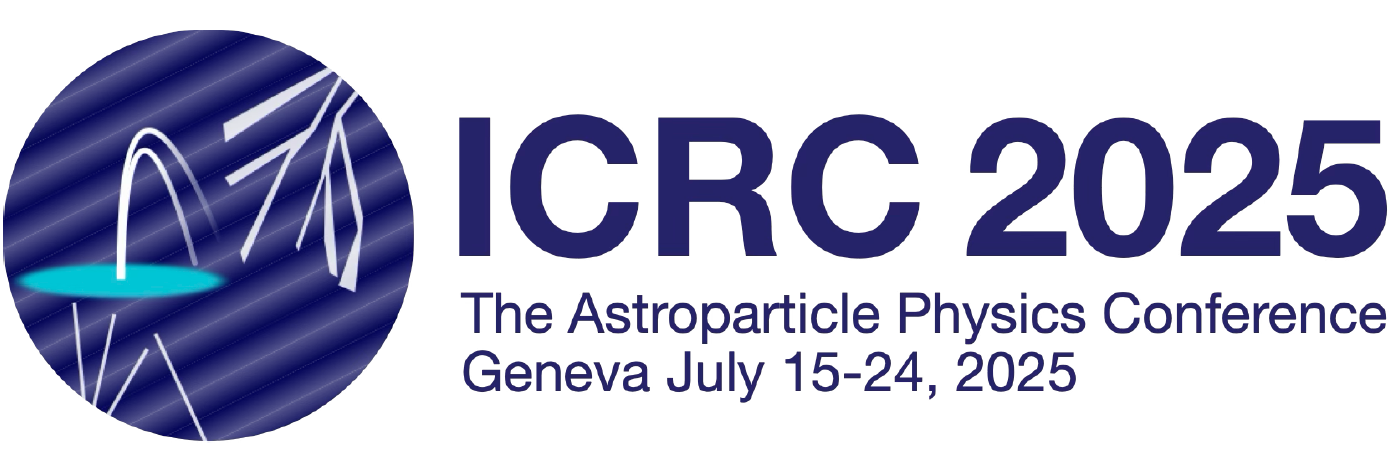 ICRC 2025
The Astroparticle Physics Conference
Geneva July 15-24, 2025